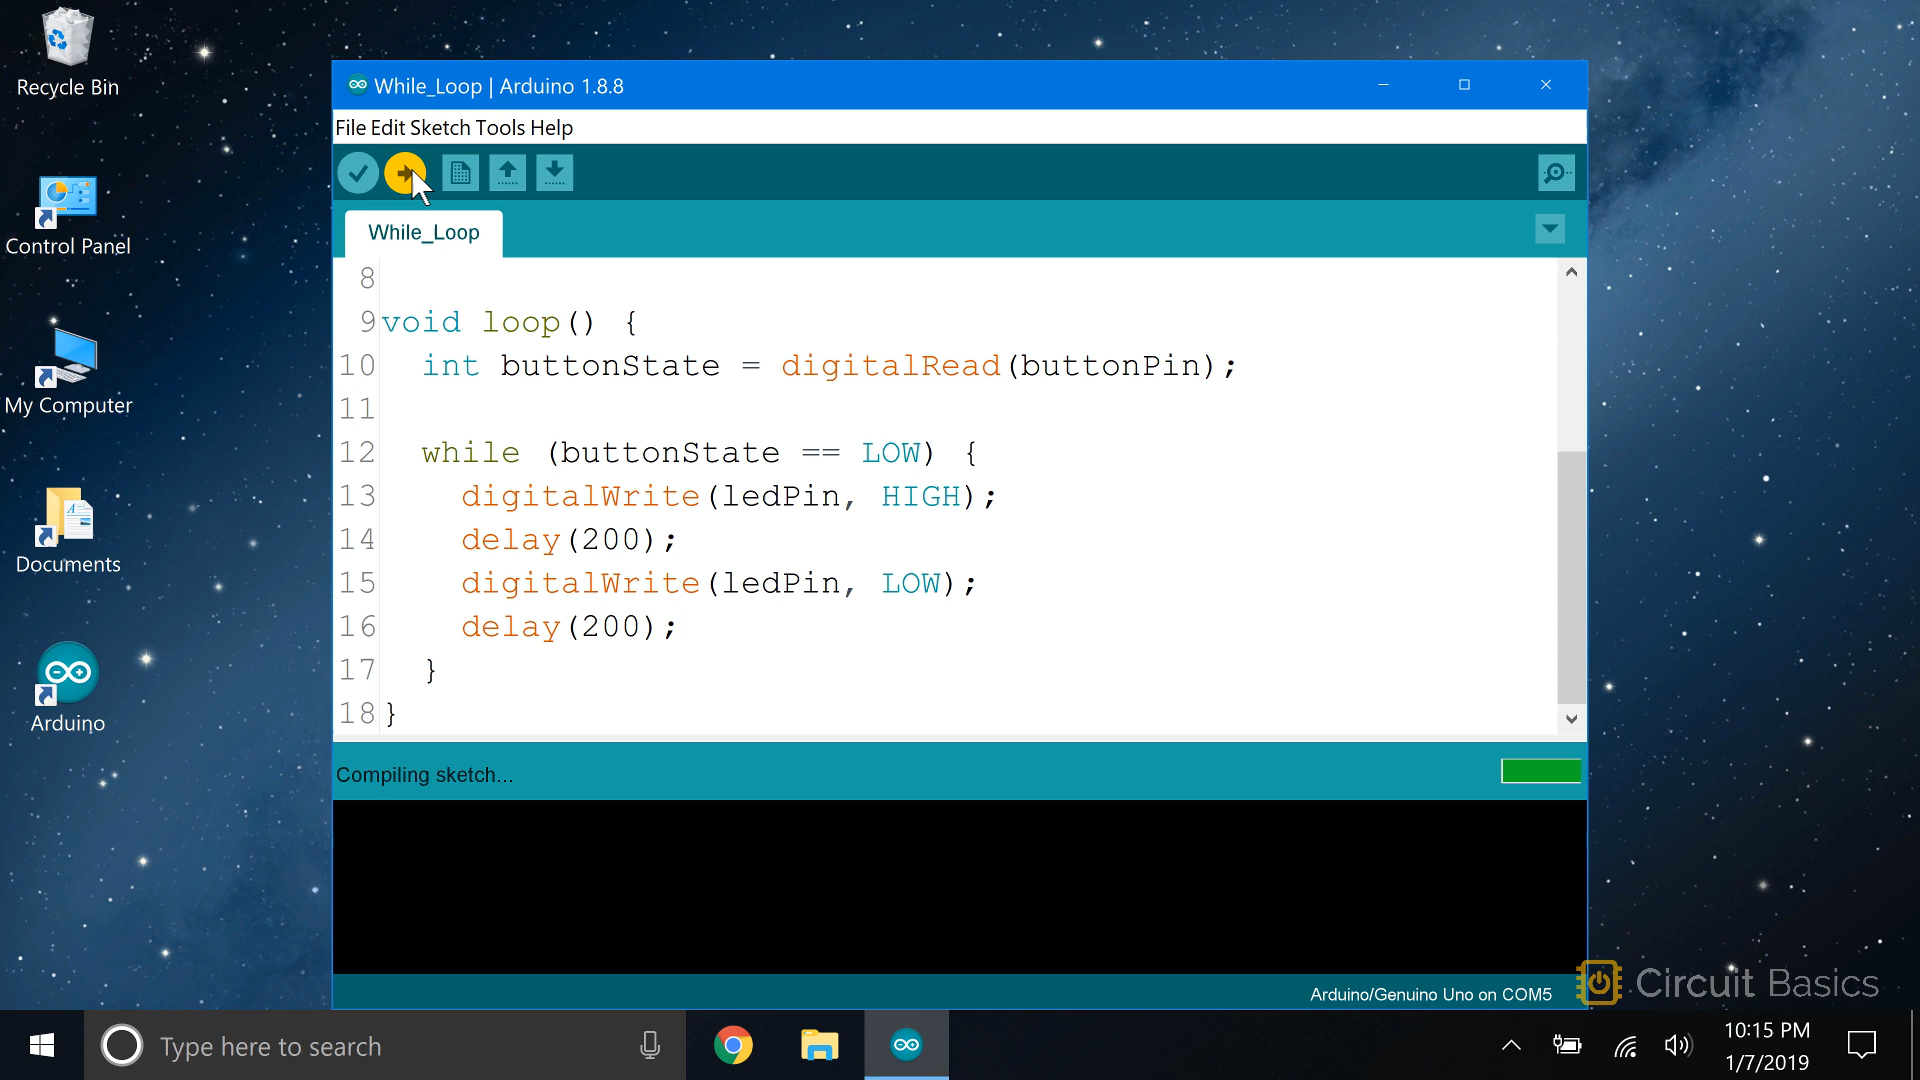 Recycle Bin
Control Panel
My Computer
Documents
Arduino
While_Loop | Arduino 1.8.8
File Edit Sketch Tools Help
While_Loop
8
9 void loop() {
10 int buttonState = digitalRead(buttonPin);
11
12 while (buttonState == LOW) {
13 digitalWrite(ledPin, HIGH);
14 delay(200);
15 digitalWrite(ledPin, LOW);
16 delay(200);
17 }
18 }
Compiling sketch...
Arduino/Genuino Uno on COM5
Circuit Basics
Type here to search
10:15 PM
1/7/2019